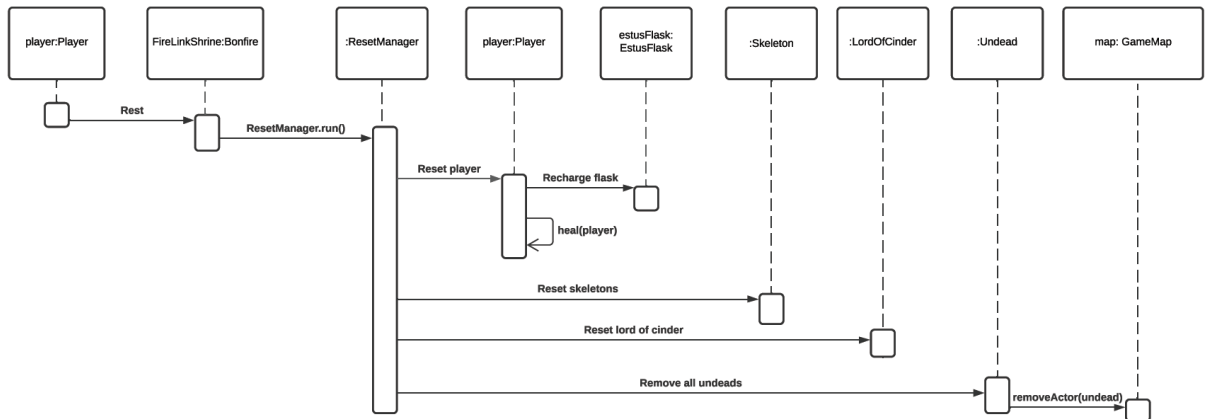 player:Player
FireLinkShrine:Bonfire
:ResetManager
player:Player
estusFlask:
EstusFlask
:Skeleton
:LordOfCinder
:Undead
map: GameMap
Rest
ResetManager.run()
Reset player
Recharge flask
heal(player)
Reset skeletons
Reset lord of cinder
Remove all undeads
removeActor(undead)